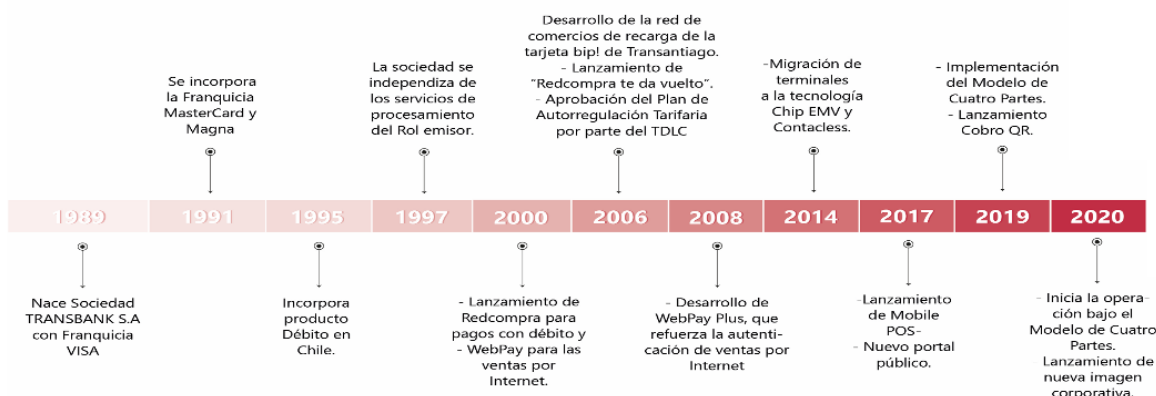 Se incorpora
la Franquicia
MasterCard y
Magna
La sociedad se
independiza de
los servicios de
procesamiento
del Rol emisor.
Desarrollo de la red de
comercios de recarga de la
tarjeta bip! de Transantiago.
- Lanzamiento de
"Redcompra te da vuelto".
- Aprobación del Plan de
Autorregulación Tarifaria
por parte del TDLC
-Migración de
terminales
a la tecnología
Chip EMV y
Contacless.
- Implementación
del Modelo de
Cuatro Partes.
- Lanzamiento
Cobro QR.
1989 1991 1995 1997 2000 2006 2008 2014 2017 2019 2020
Nace Sociedad
TRANSBANK S.A
con Franquicia
VISA
Incorpora
producto
Débito en
Chile.
- Lanzamiento de
Redcompra para
pagos con débito y
- WebPay para las
ventas por
Internet.
- Desarrollo de
WebPay Plus, que
refuerza la autenti-
cación de ventas por
Internet
-Lanzamiento
de Mobile
POS-
- Nuevo portal
público.
- Inicia la opera-
ción bajo el
Modelo de Cuatro
Partes.
Lanzamiento de
nueva imagen
corporativa.